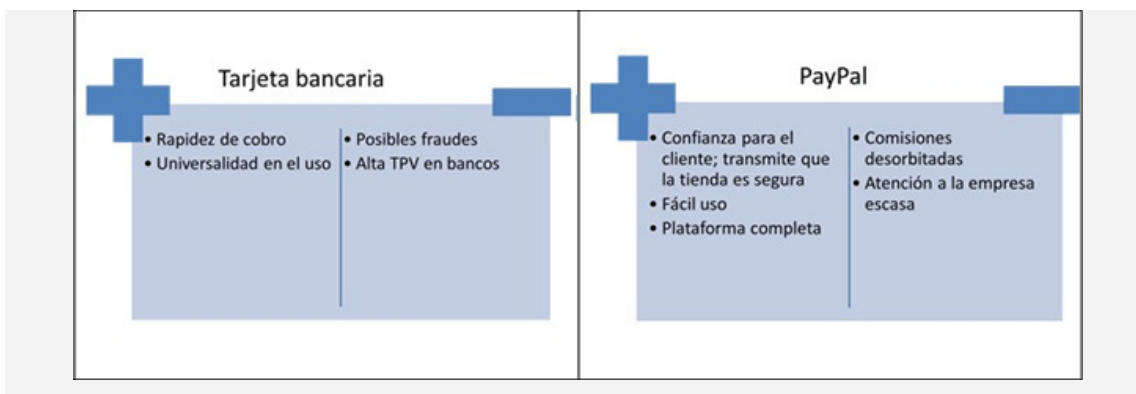 Tarjeta bancaria
• Rapidez de cobro
• Universalidad en el uso
• Posibles fraudes
• Alta TPV en bancos
PayPal
• Confianza para el
cliente; transmite que
la tienda es segura
• Fácil uso
• Plataforma completa
• Comisiones
desorbitadas
• Atención a la empresa
escasa